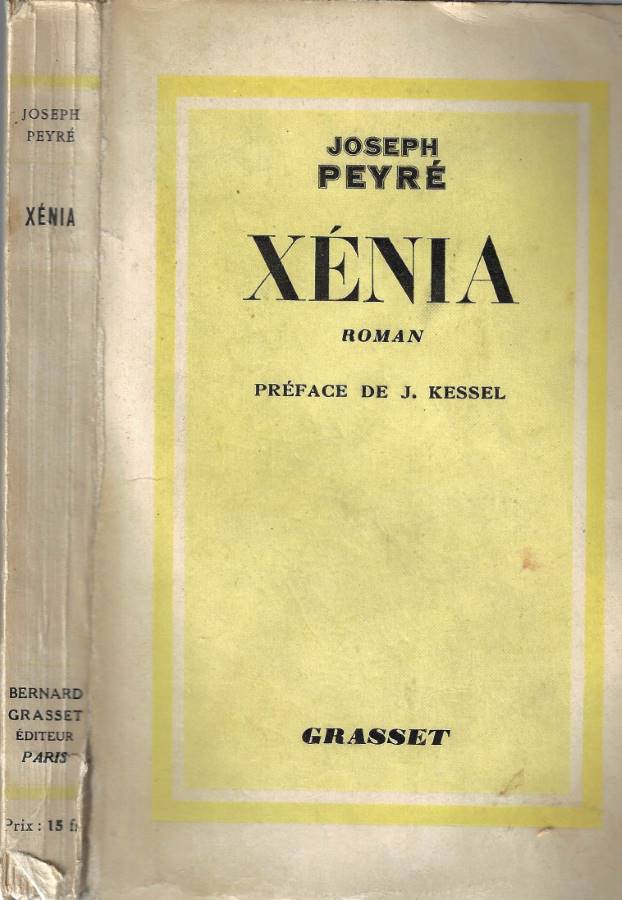 JOSEPH
PEYRÉ
XÉNIA
BERNARD
GRASSET
ÉDITEUR
PARIS
Prix : 15 fr
JOSEPH
PEYRÉ
XÉNIA
ROMAN
PRÉFACE DE J. KESSEL
GRASSET